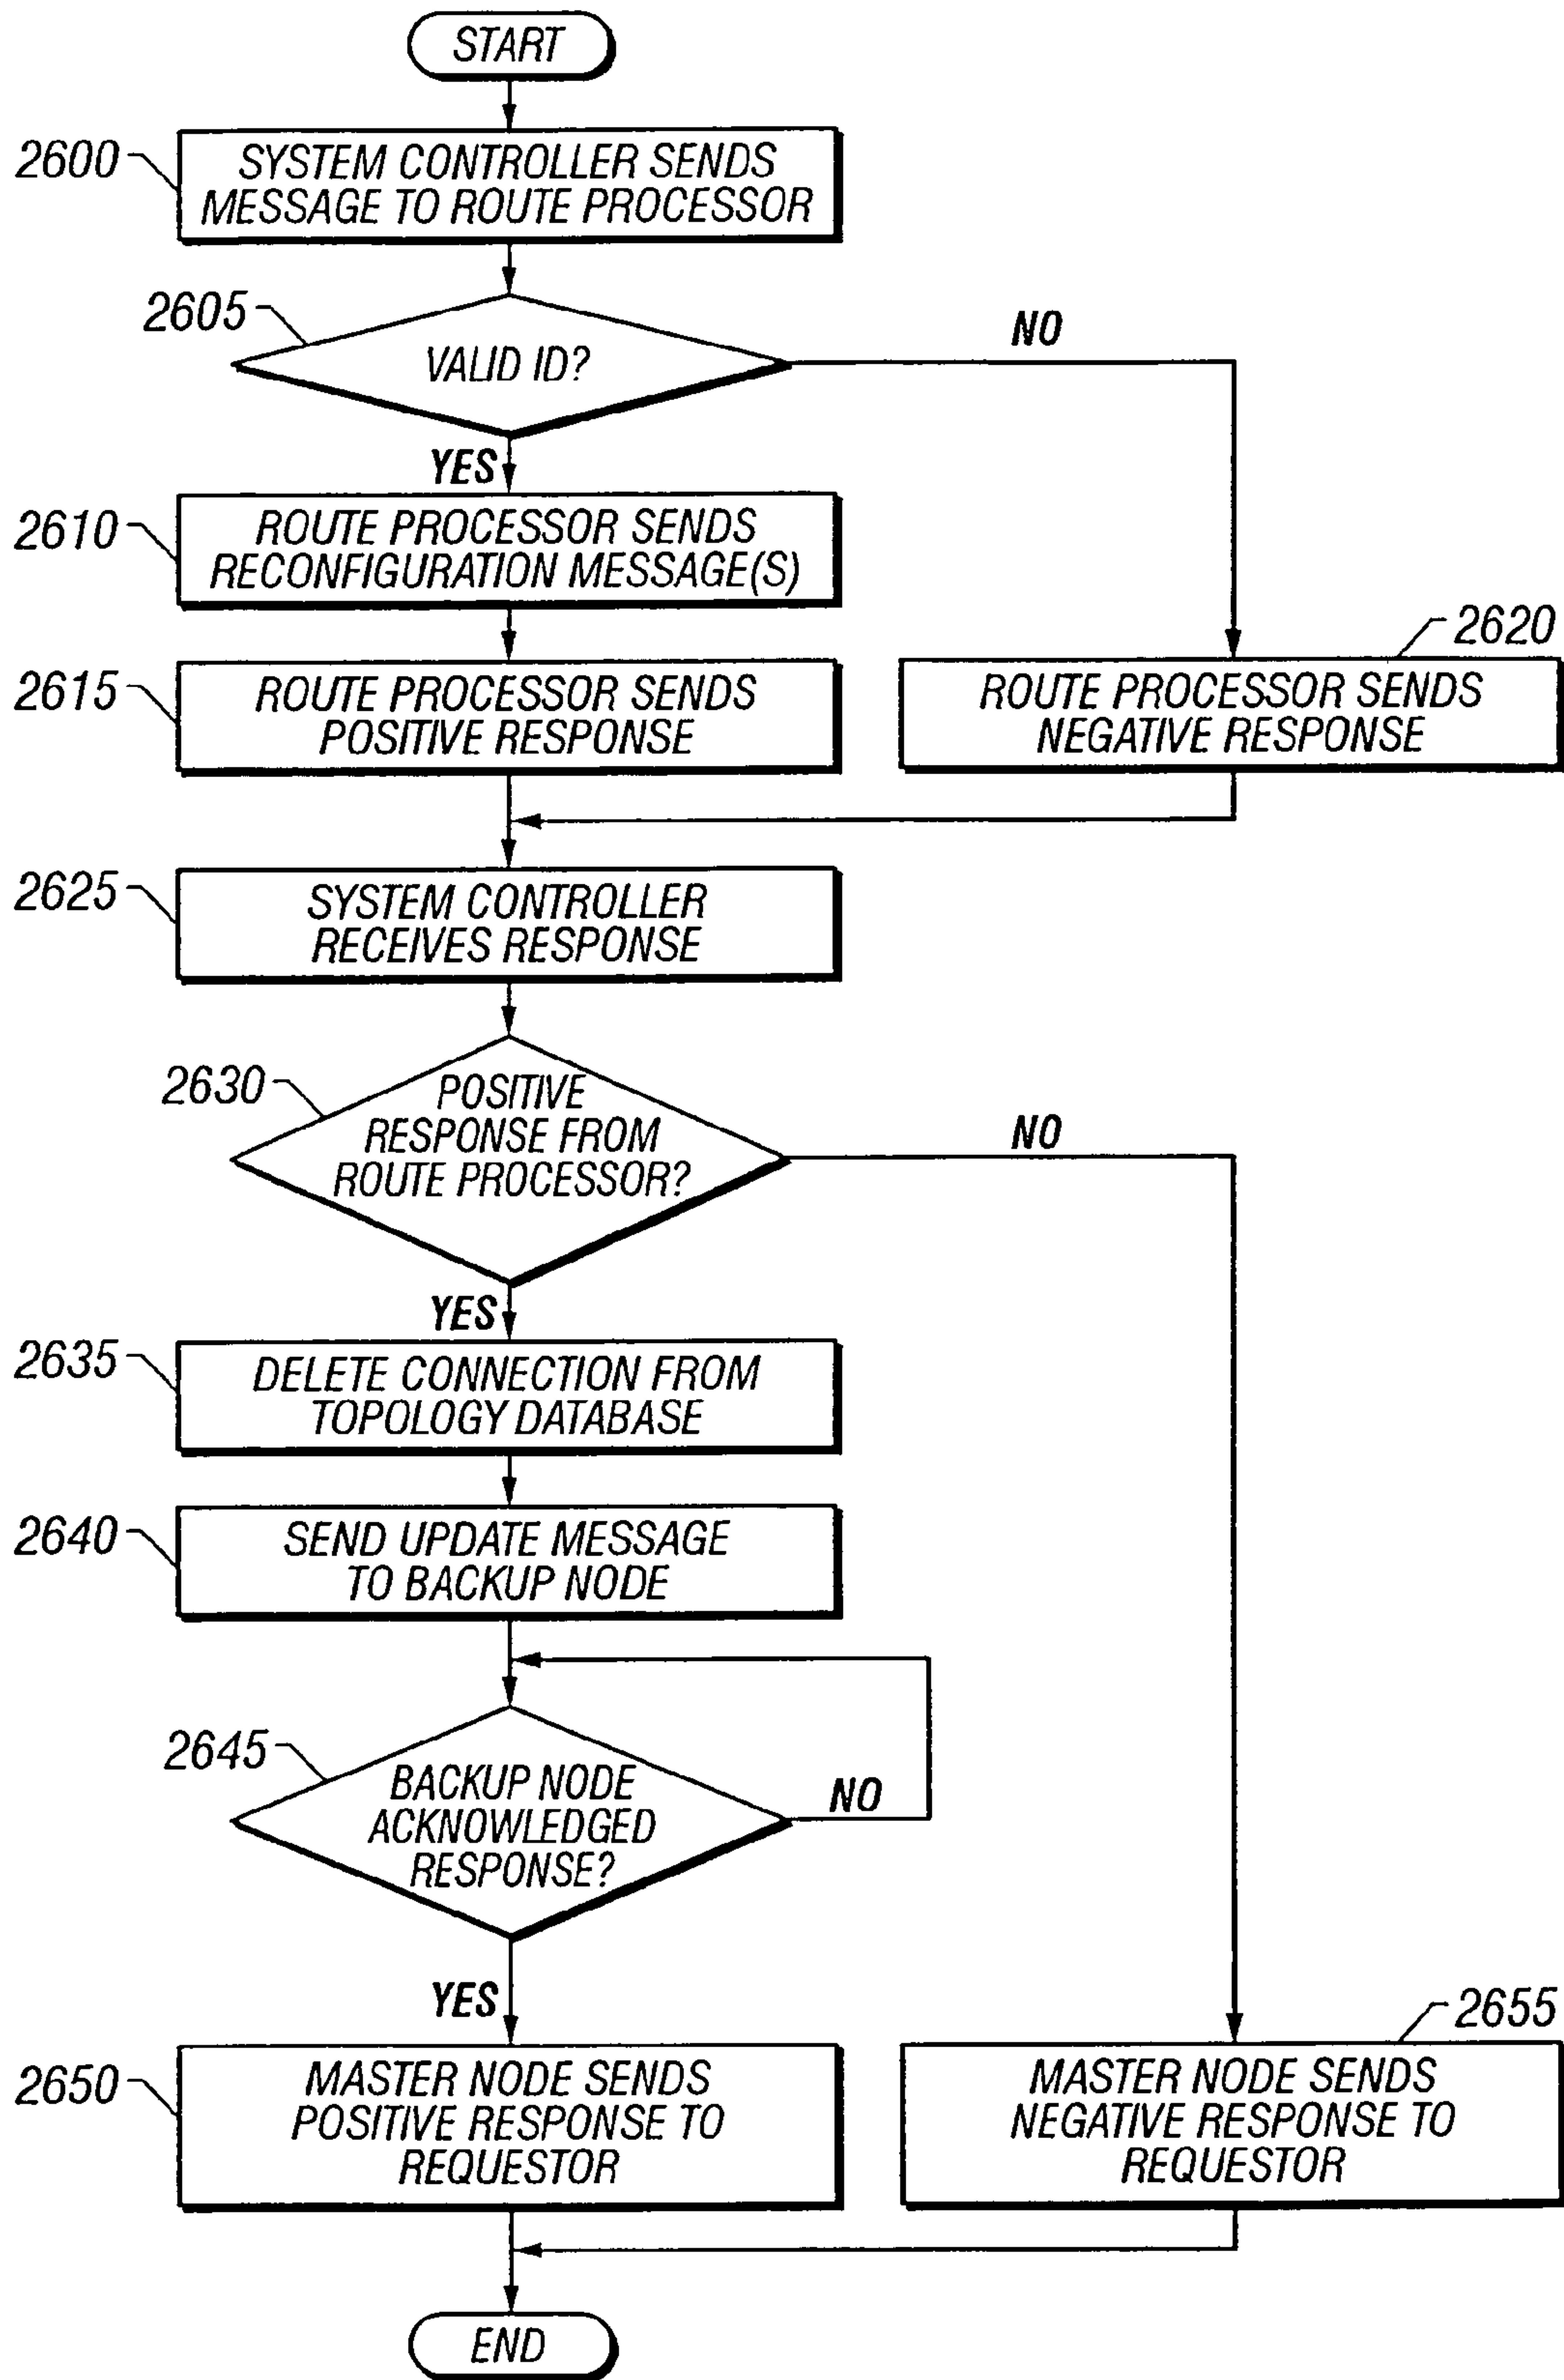 START
2600
SYSTEM CONTROLLER SENDS
MESSAGE TO ROUTE PROCESSOR
2605
VALID ID?
NO
YES
2610
ROUTE PROCESSOR SENDS
RECONFIGURATION MESSAGE(S)
2615
ROUTE PROCESSOR SENDS
POSITIVE RESPONSE
2620
ROUTE PROCESSOR SENDS
NEGATIVE RESPONSE
2625
SYSTEM CONTROLLER
RECEIVES RESPONSE
2630
POSITIVE
RESPONSE FROM
ROUTE PROCESSOR?
NO
YES
2635
DELETE CONNECTION FROM
TOPOLOGY DATABASE
2640
SEND UPDATE MESSAGE
TO BACKUP NODE
2645
BACKUP NODE
ACKNOWLEDGED
RESPONSE?
NO
YES
2650
MASTER NODE SENDS
POSITIVE RESPONSE TO
REQUESTOR
2655
MASTER NODE SENDS
NEGATIVE RESPONSE TO
REQUESTOR
END